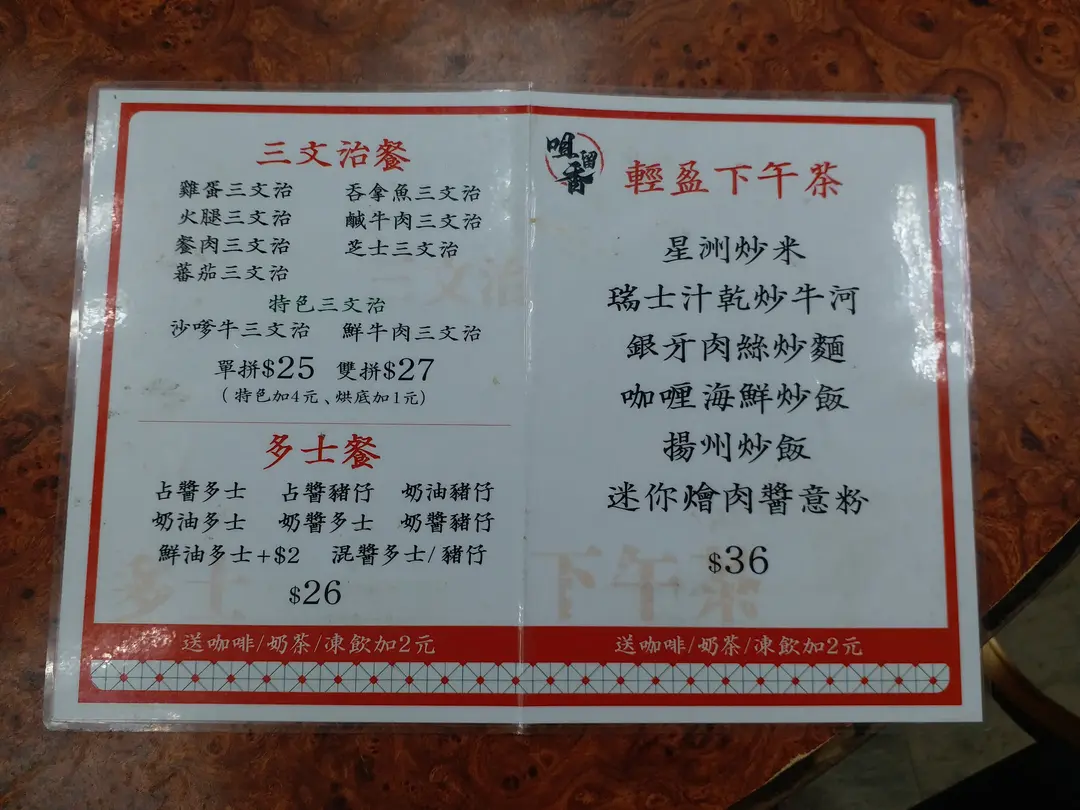 三文治餐
雞蛋三文治 吞拿魚三文治
火腿三文治 鹹牛肉三文治
餐肉三文治 芝士三文治
蕃茄三文治
特色三文治
沙嗲牛三文治 鮮牛肉三文治
單拼$25 雙拼$27
(特色加4元、烘底加1元)
多士餐
占醬多士 占醬豬仔 奶油豬仔
奶油多士 奶醬多士 奶醬豬仔
鮮油多士+$2 混醬多士/豬仔
$26
送咖啡/奶茶/凍飲加2元
咀留香
輕盈下午茶
星洲炒米
瑞士汁乾炒牛河
銀牙肉絲炒麵
咖喱海鮮炒飯
揚州炒飯
迷你燴肉醬意粉
$36
送咖啡/奶茶/凍飲加2元